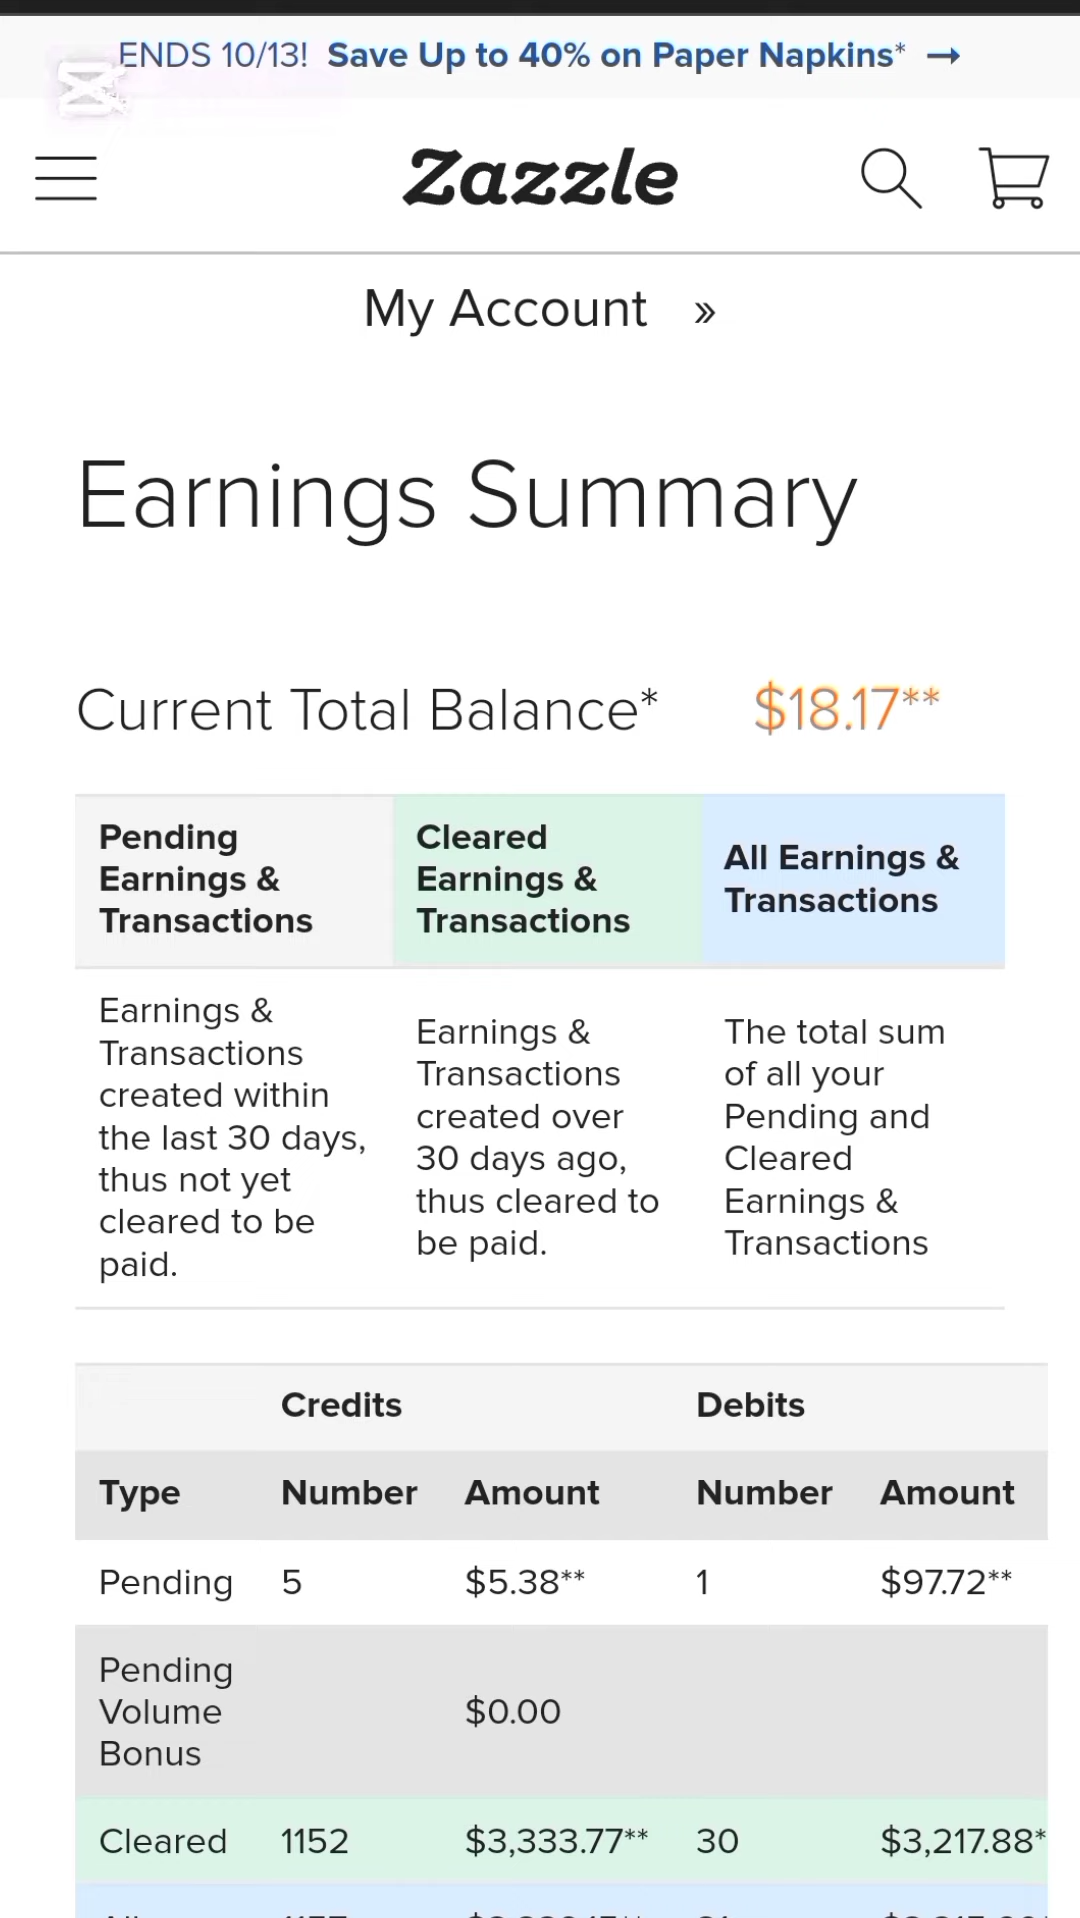 ENDS 10/13! Save Up to 40% on Paper Napkins* →
Zazzle
My Account »
Earnings Summary
Current Total Balance* $18.17**
Pending
Earnings &
Transactions
Cleared
Earnings &
Transactions
All Earnings &
Transactions
Earnings &
Transactions
created within
the last 30 days,
thus not yet
cleared to be
paid.
Earnings &
Transactions
created over
30 days ago,
thus cleared to
be paid.
The total sum
of all your
Pending and
Cleared
Earnings &
Transactions
Credits Debits
Type Number Amount Number Amount
Pending 5 $5.38** 1 $97.72**
Pending
Volume
Bonus
$0.00
Cleared 1152 $3,333.77** 30 $3,217.88*